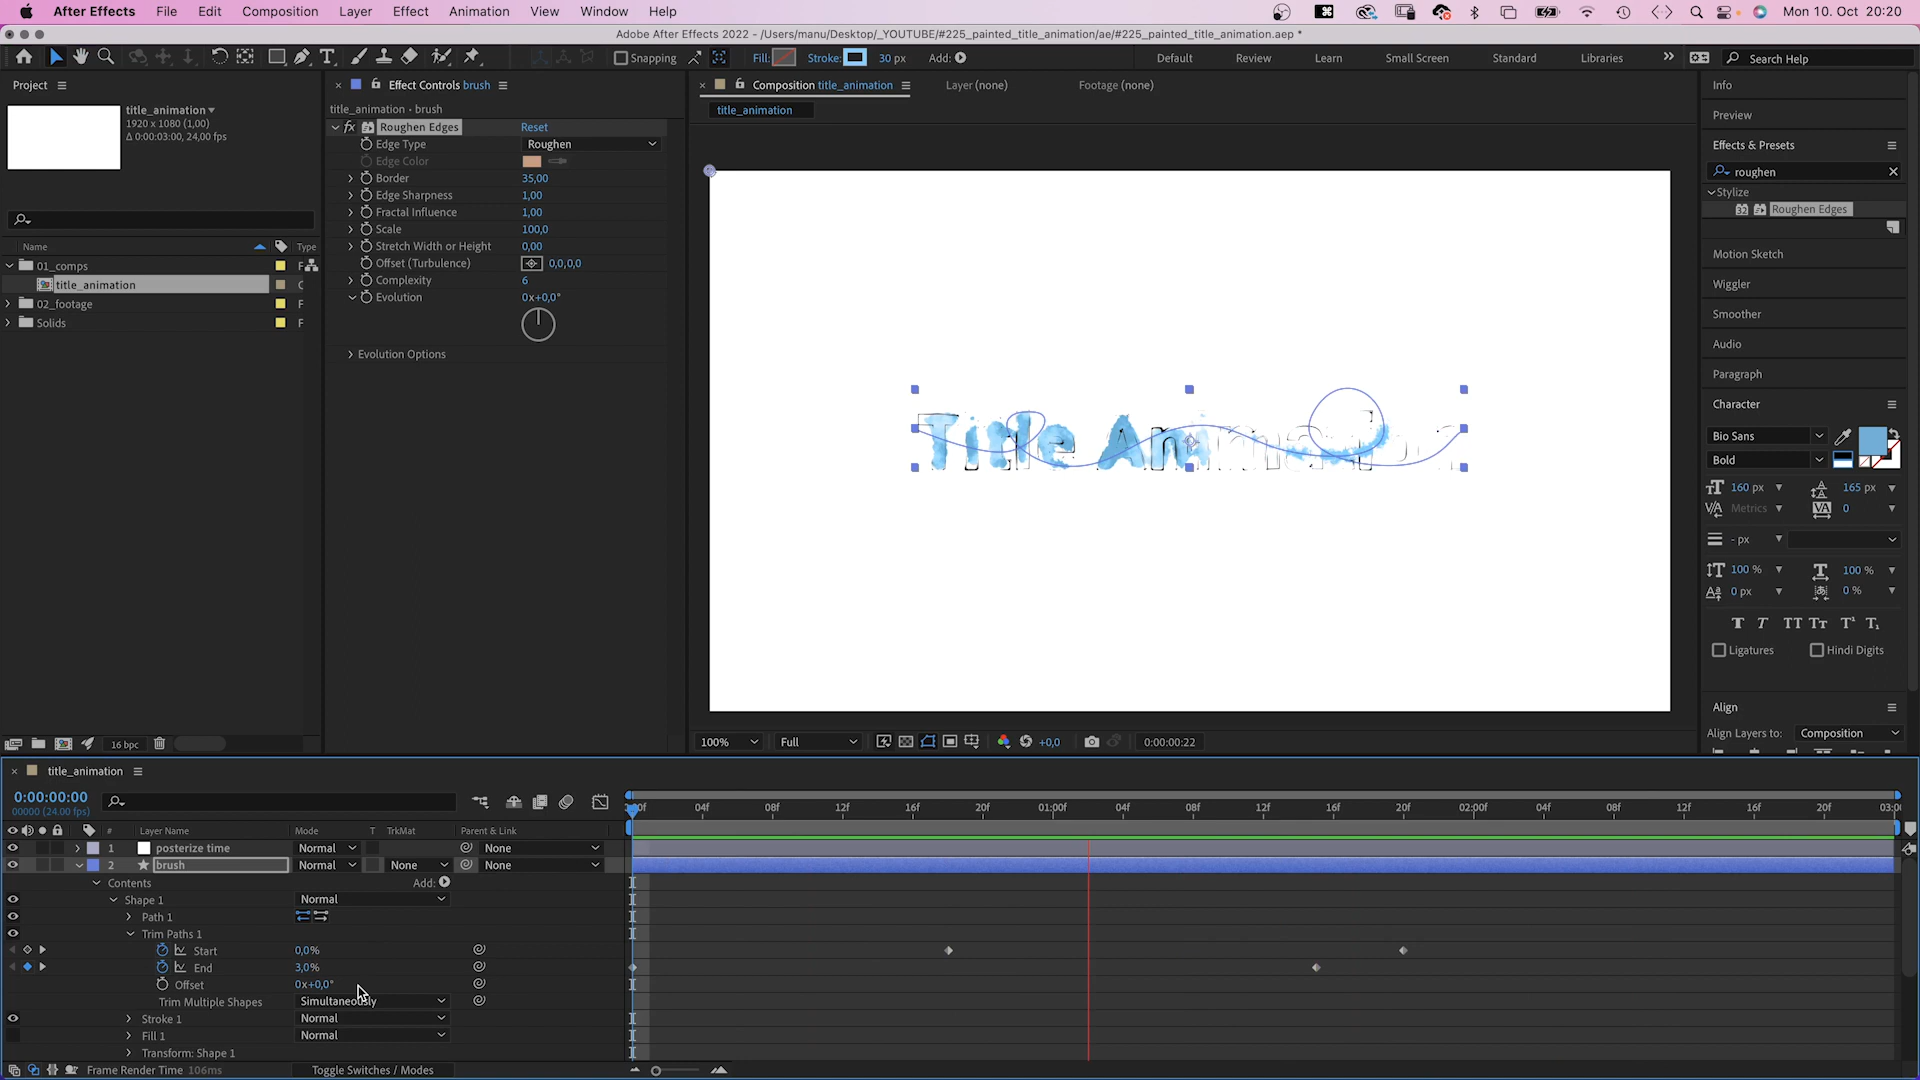 After Effects File Edit Composition Layer Effect Animation View Window Help Mon 10. Oct 20:20
Adobe After Effects 2022 - /Users/manu/Desktop/_YOUTUBE/#225_painted_title_animation/ae/#225_painted_title_animation.aep *
Snapping Fill: Stroke: 30 px Add: Default Review Learn Small Screen Standard Libraries Search Help
Project
title_animation
1920 x 1080 (1,00)
Δ 0:00:03:00, 24,00 fps
Name Type
01_comps F
title_animation C
02_footage F
Solids F
16 bpc
Effect Controls brush
title_animation • brush
fx Roughen Edges Reset
Edge Type Roughen
Edge Color
Border 35,00
Edge Sharpness 1,00
Fractal Influence 1,00
Scale 100,0
Stretch Width or Height 0,00
Offset (Turbulence) 0,0,0,0
Complexity 6
Evolution 0x+0,0°
Evolution Options
Composition title_animation Layer (none) Footage (none)
title_animation
Title Animation
100% Full +0,0 0:00:00:22
Info
Preview
Effects & Presets
roughen
Stylize
32 Roughen Edges
Motion Sketch
Wiggler
Smoother
Audio
Paragraph
Character
Bio Sans
Bold
160 px 165 px
Metrics 0
- px
100 % 100 %
0 px 0 %
T T TT Tt T¹ T₁
Ligatures Hindi Digits
Align
Align Layers to: Composition
title_animation
0:00:00:00
00000 (24.00 fps)
:00f 04f 08f 12f 16f 20f 01:00f 04f 08f 12f 16f 20f 02:00f 04f 08f 12f 16f 20f 03:0
# Layer Name Mode T TrkMat Parent & Link
1 posterize time Normal None
2 brush Normal None None
Contents Add:
Shape 1 Normal
Path 1
Trim Paths 1
Start 0,0%
End 3,0%
Offset 0x+0,0°
Trim Multiple Shapes Simultaneously
Stroke 1 Normal
Fill 1 Normal
Transform: Shape 1
Frame Render Time 106ms Toggle Switches / Modes